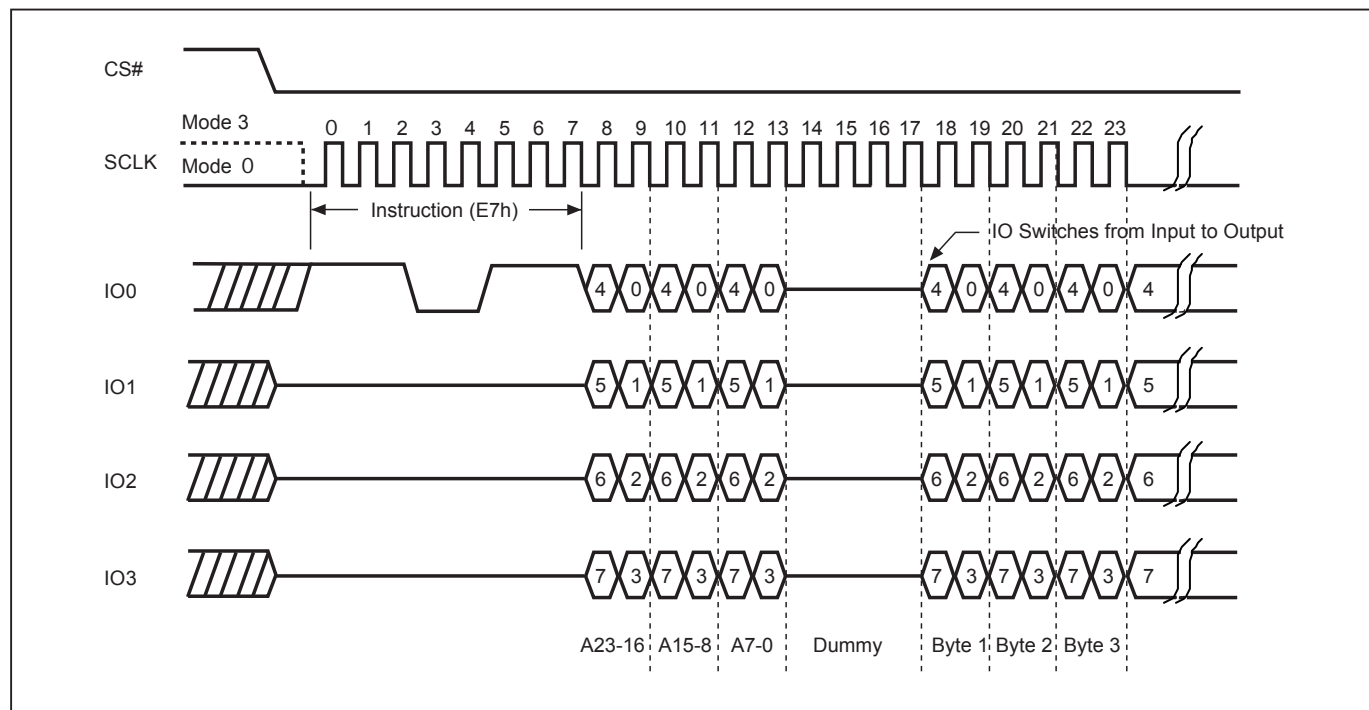 CS#
Mode 3
0 1 2 3 4 5 6 7 8 9 10 11 12 13 14 15 16 17 18 19 20 21 22 23
SCLK
Mode 0
Instruction (E7h)
IO Switches from Input to Output
IO0
4 0 4 0 4 0 4 0 4 0 4 0 4
IO1
5 1 5 1 5 1 5 1 5 1 5 1 5
IO2
6 2 6 2 6 2 6 2 6 2 6 2 6
IO3
7 3 7 3 7 3 7 3 7 3 7 3 7
A23-16 A15-8 A7-0 Dummy Byte 1 Byte 2 Byte 3